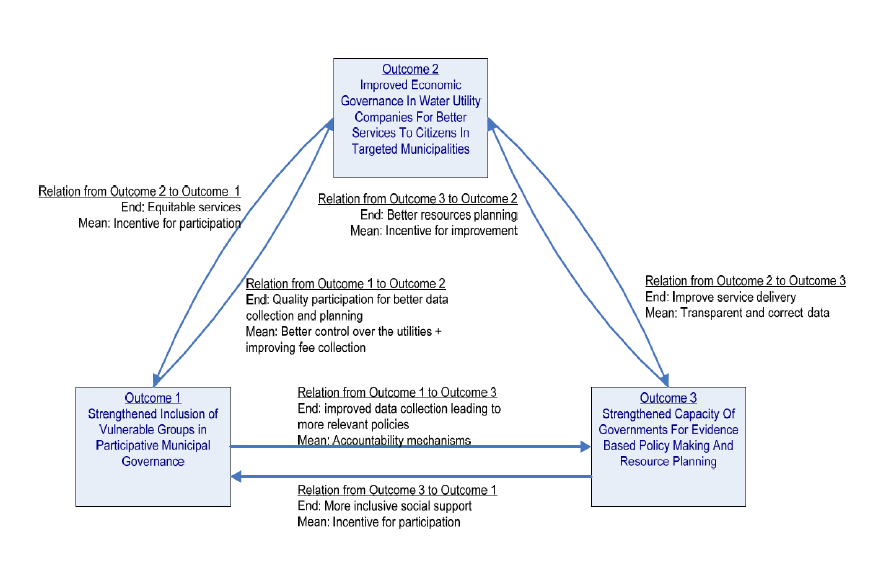 Outcome 2
Improved Economic
Governance In Water Utility
Companies For Better
Services To Citizens In
Targeted Municipalities
Relation from Outcome 2 to Outcome 1
End: Equitable services
Mean: Incentive for participation
Relation from Outcome 3 to Outcome 2
End: Better resources planning
Mean: Incentive for improvement
Relation from Outcome 1 to Outcome 2
End: Quality participation for better data
collection and planning
Mean: Better control over the utilities +
improving fee collection
Relation from Outcome 2 to Outcome 3
End: Improve service delivery
Mean: Transparent and correct data
Outcome 1
Strengthened Inclusion of
Vulnerable Groups in
Participative Municipal
Governance
Relation from Outcome 1 to Outcome 3
End: improved data collection leading to
more relevant policies
Mean: Accountability mechanisms
Outcome 3
Strengthened Capacity Of
Governments For Evidence
Based Policy Making And
Resource Planning
Relation from Outcome 3 to Outcome 1
End: More inclusive social support
Mean: Incentive for participation